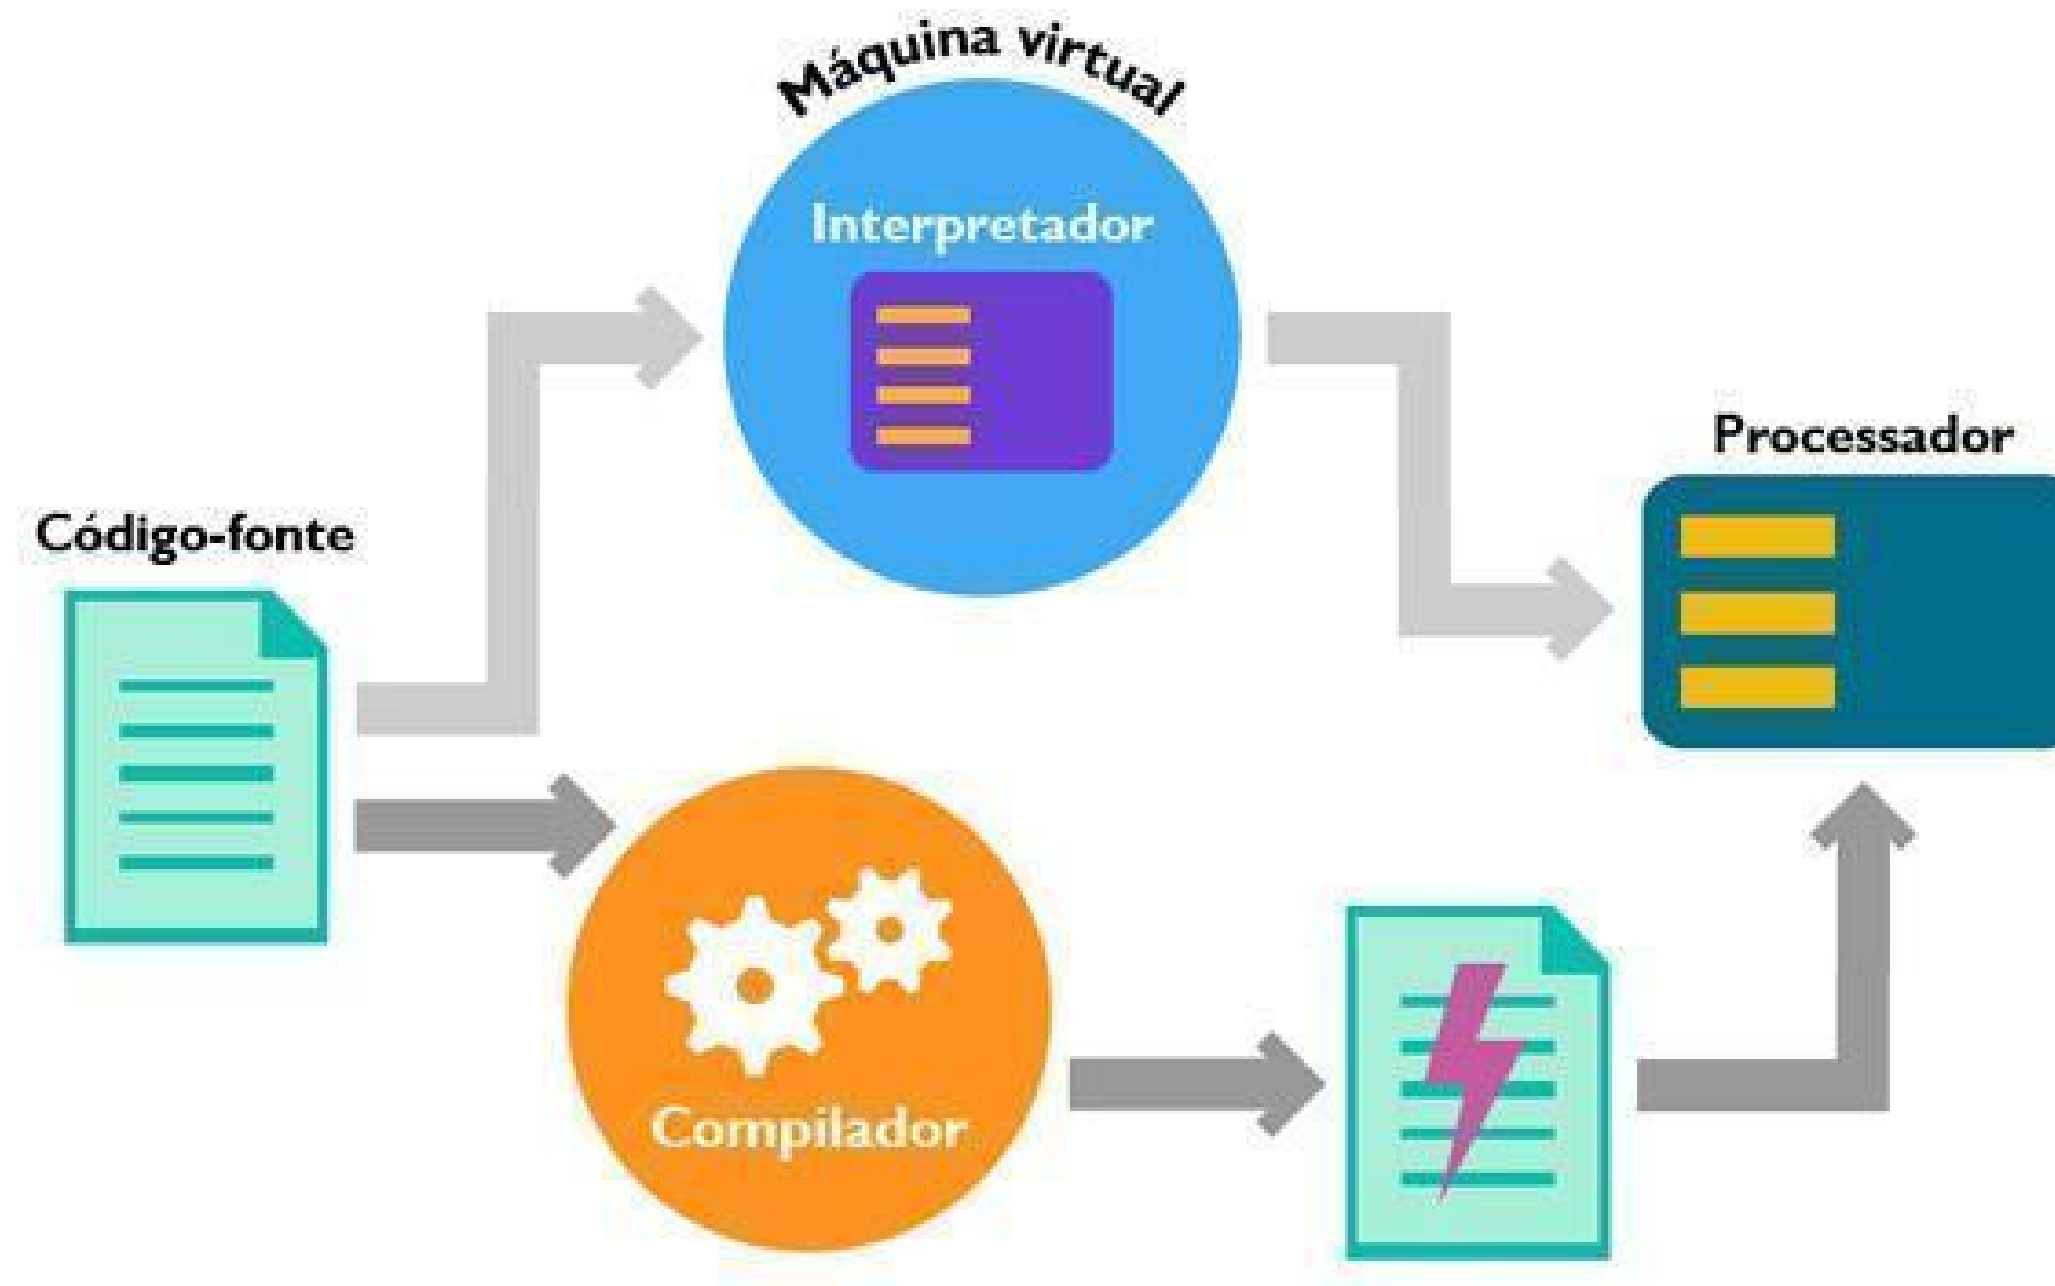 Máquina virtual
Interpretador
Processador
Código-fonte
Compilador